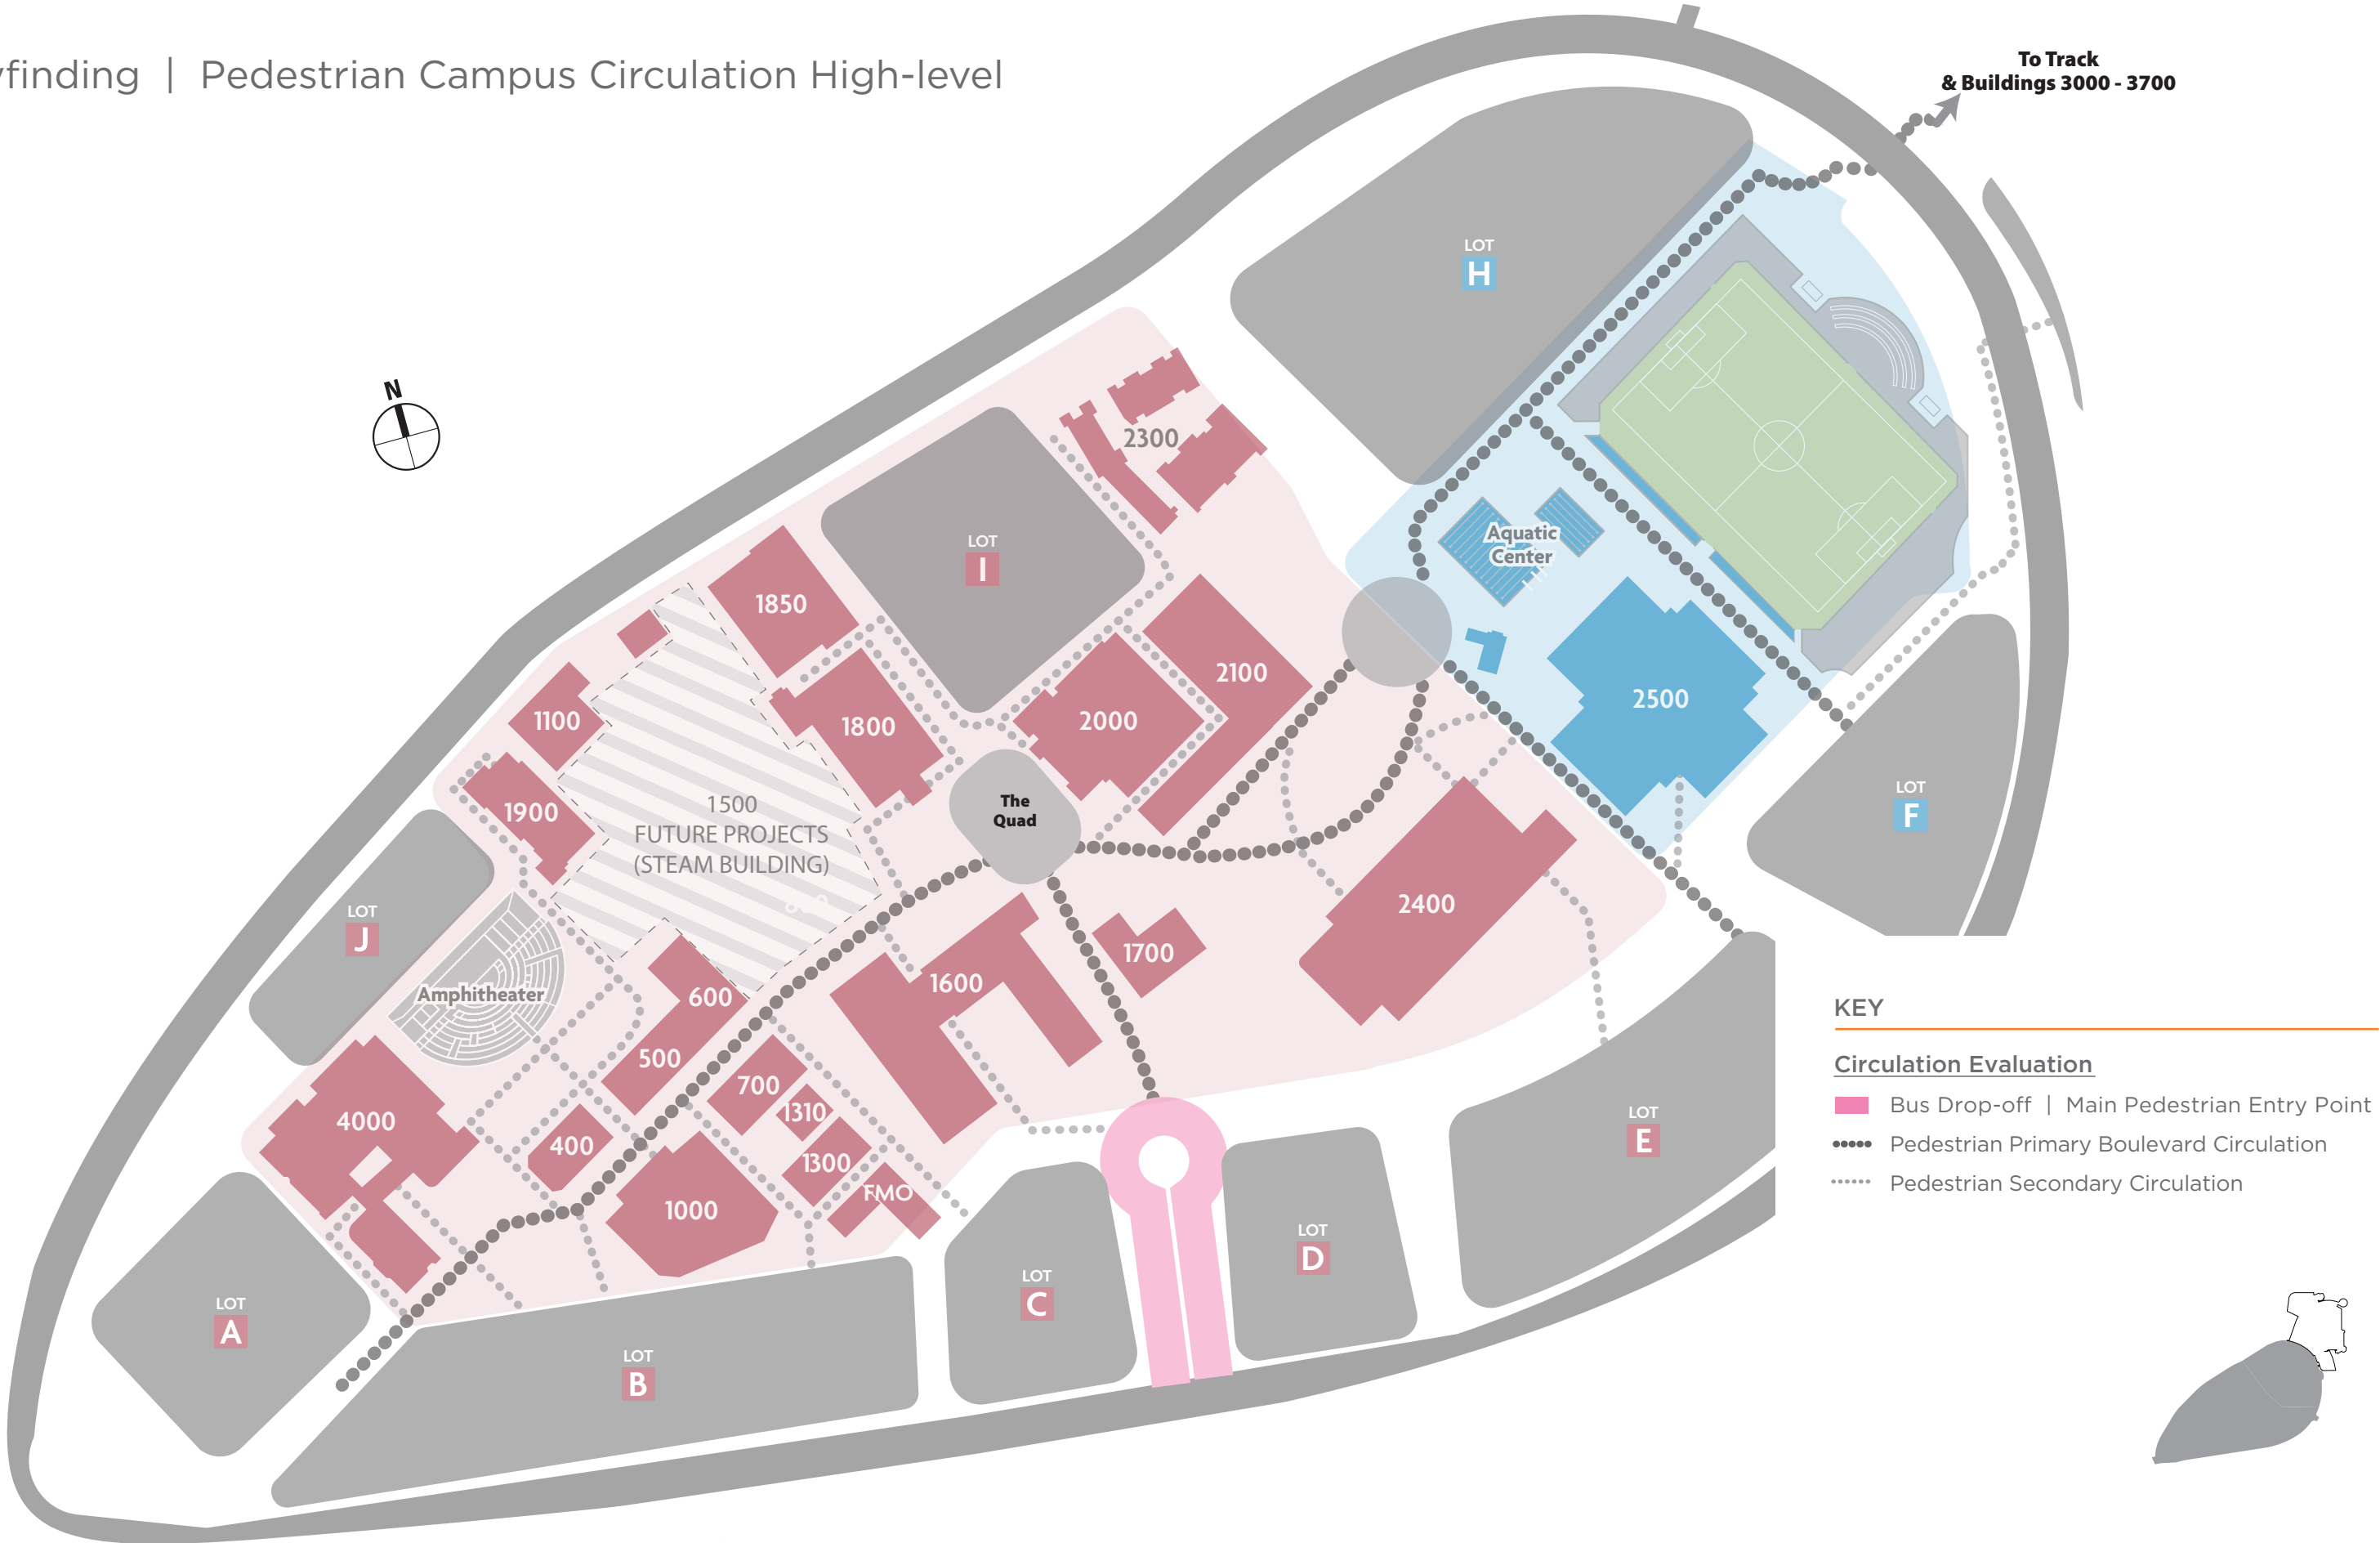 finding | Pedestrian Campus Circulation High-level
To Track
& Buildings 3000 - 3700
N
LOT
H
2300
LOT
I
Aquatic
Center
1850
2100
2500
1100
1800
2000
1900
1500
FUTURE PROJECTS
(STEAM BUILDING)
The
Quad
LOT
F
LOT
J
2400
1700
1600
Amphitheater
600
500
700
1310
4000
400
1300
FMO
1000
LOT
E
LOT
D
LOT
C
LOT
A
LOT
B
KEY
Circulation Evaluation
Bus Drop-off | Main Pedestrian Entry Point
Pedestrian Primary Boulevard Circulation
Pedestrian Secondary Circulation